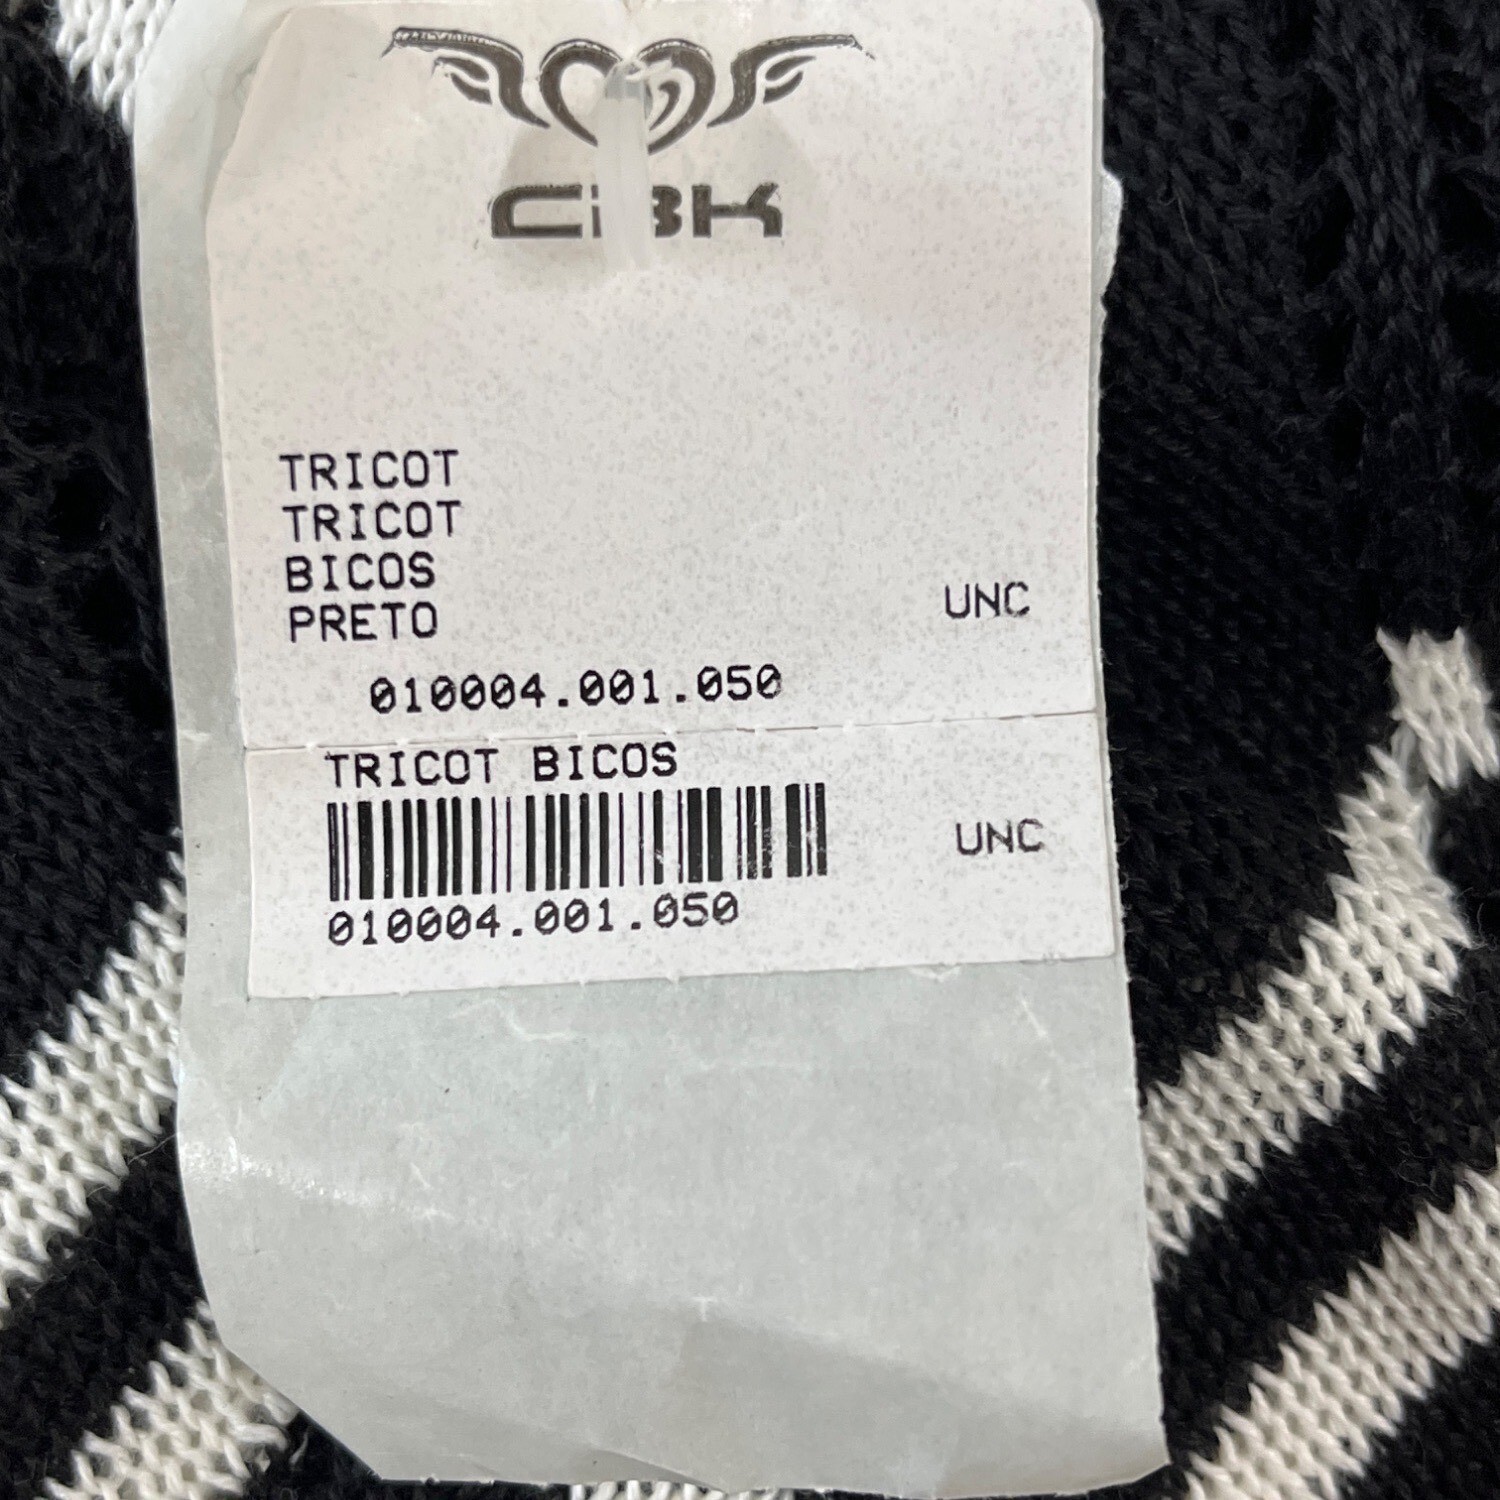 CBK
TRICOT
TRICOT
BICOS
PRETO UNC
010004.001.050
TRICOT BICOS
UNC
010004.001.050